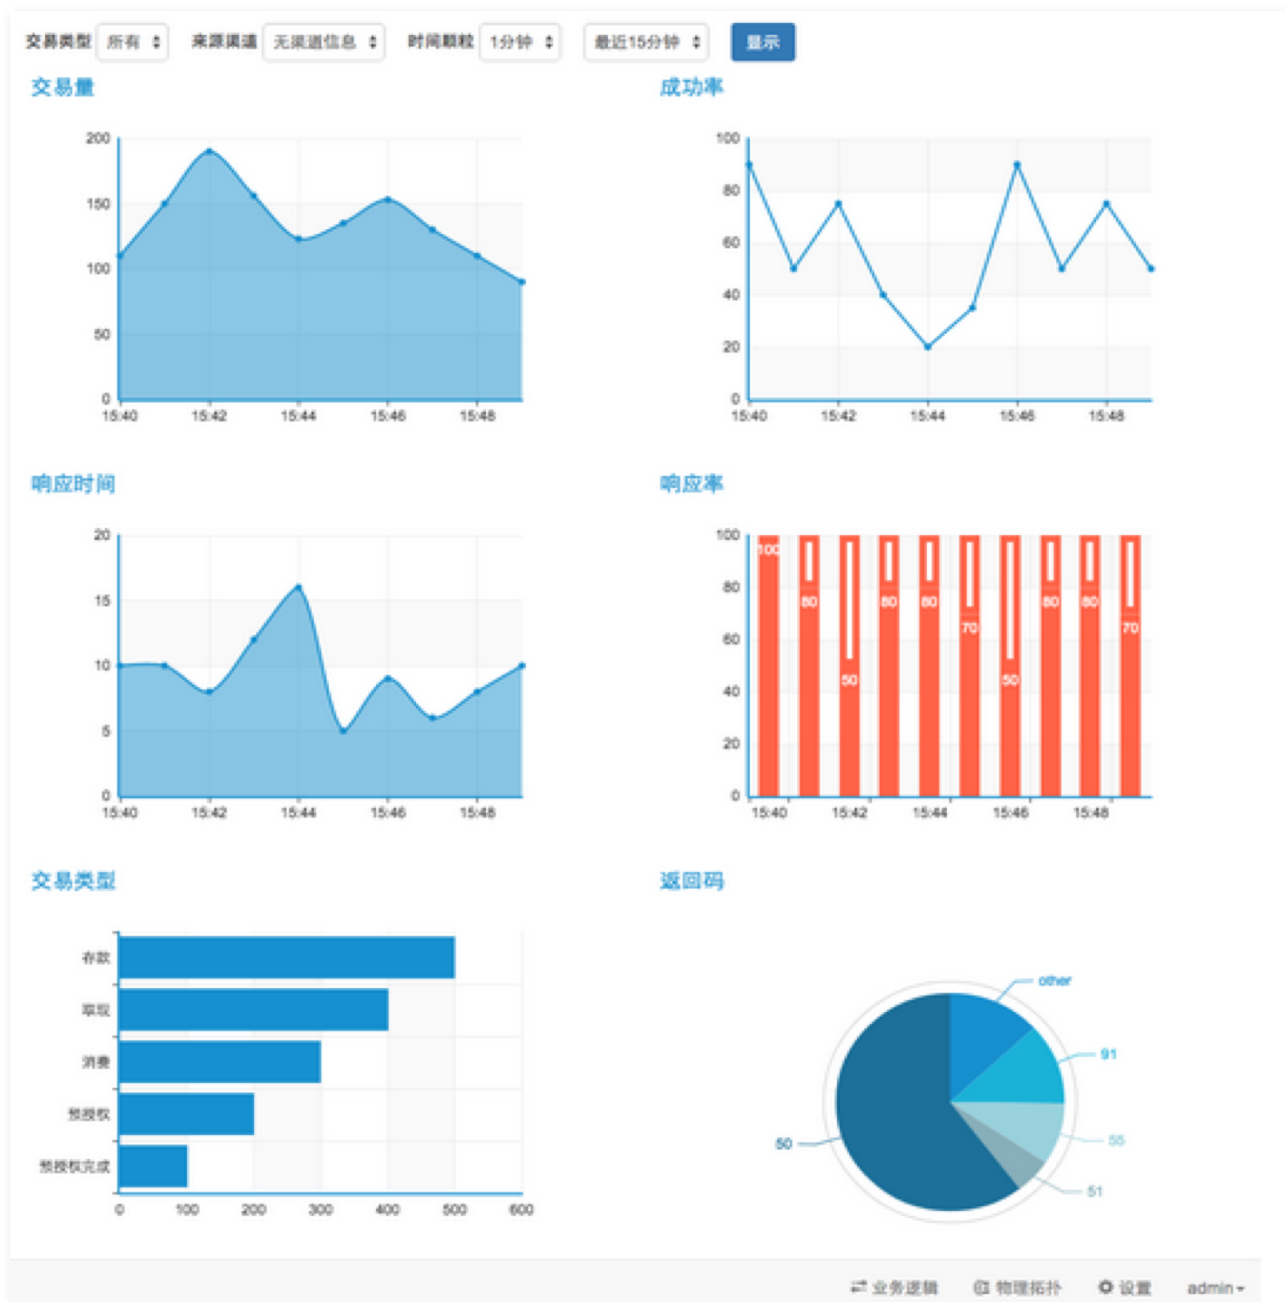 交易类型 所有 来源渠道 无渠道信息 时间颗粒 1分钟 最近15分钟 显示
交易量
200
150
100
50
0
15:40 15:42 15:44 15:46 15:48
成功率
100
80
60
40
20
0
15:40 15:42 15:44 15:46 15:48
响应时间
20
15
10
5
0
15:40 15:42 15:44 15:46 15:48
响应率
100
80
60
40
20
0
100 80 50 80 80 70 50 80 80 70
15:40 15:42 15:44 15:46 15:48
交易类型
存款
取现
消费
预授权
预授权完成
0 100 200 300 400 500 600
返回码
other
91
55
51
50
业务逻辑 物理拓扑 设置 admin